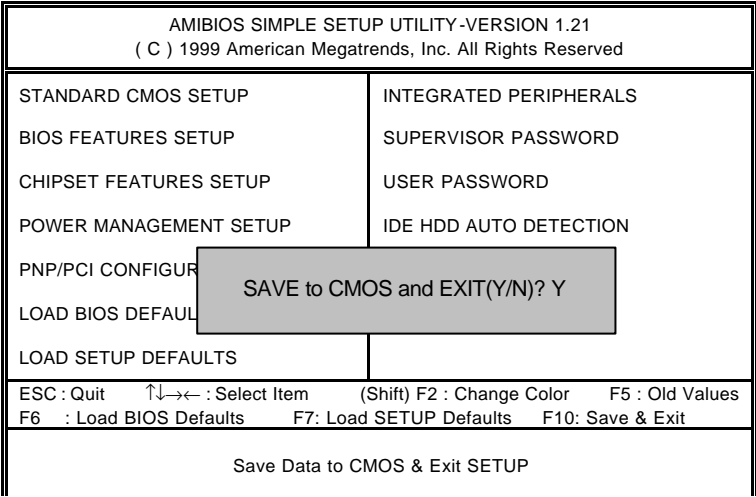 AMIBIOS SIMPLE SETUP UTILITY-VERSION 1.21
( C ) 1999 American Megatrends, Inc. All Rights Reserved
STANDARD CMOS SETUP
BIOS FEATURES SETUP
CHIPSET FEATURES SETUP
POWER MANAGEMENT SETUP
PNP/PCI CONFIGUR
LOAD BIOS DEFAUL
LOAD SETUP DEFAULTS
INTEGRATED PERIPHERALS
SUPERVISOR PASSWORD
USER PASSWORD
IDE HDD AUTO DETECTION
SAVE to CMOS and EXIT(Y/N)? Y
ESC : Quit ↑↓→← : Select Item (Shift) F2 : Change Color F5 : Old Values
F6 : Load BIOS Defaults F7: Load SETUP Defaults F10: Save & Exit
Save Data to CMOS & Exit SETUP